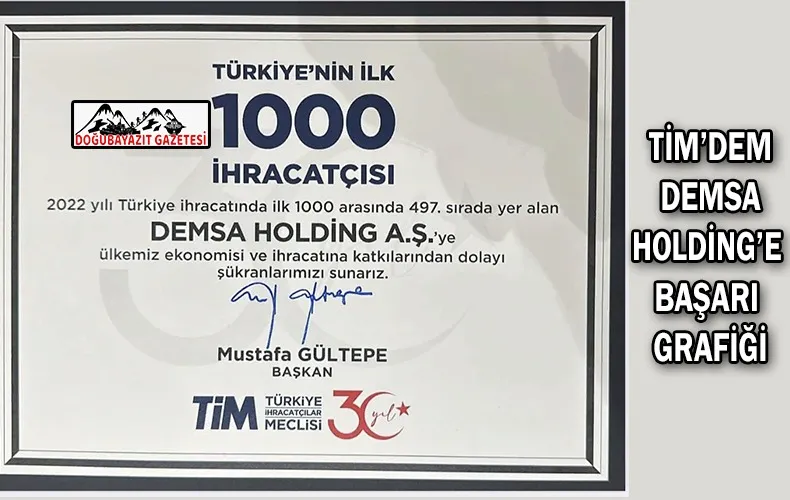 TÜRKİYE’NİN İLK
DOĞUBAYAZIT GAZETESİ
1000
İHRACATÇISI
2022 yılı Türkiye ihracatında ilk 1000 arasında 497. sırada yer alan
DEMSA HOLDİNG A.Ş.’ye
ülkemiz ekonomisi ve ihracatına katkılarından dolayı
şükranlarımızı sunarız.
Mustafa GÜLTEPE
BAŞKAN
TİM
TÜRKİYE
İHRACATÇILAR
MECLİSİ
30
yıl
TİM’DEM
DEMSA
HOLDİNG’E
BAŞARI
GRAFİĞİ